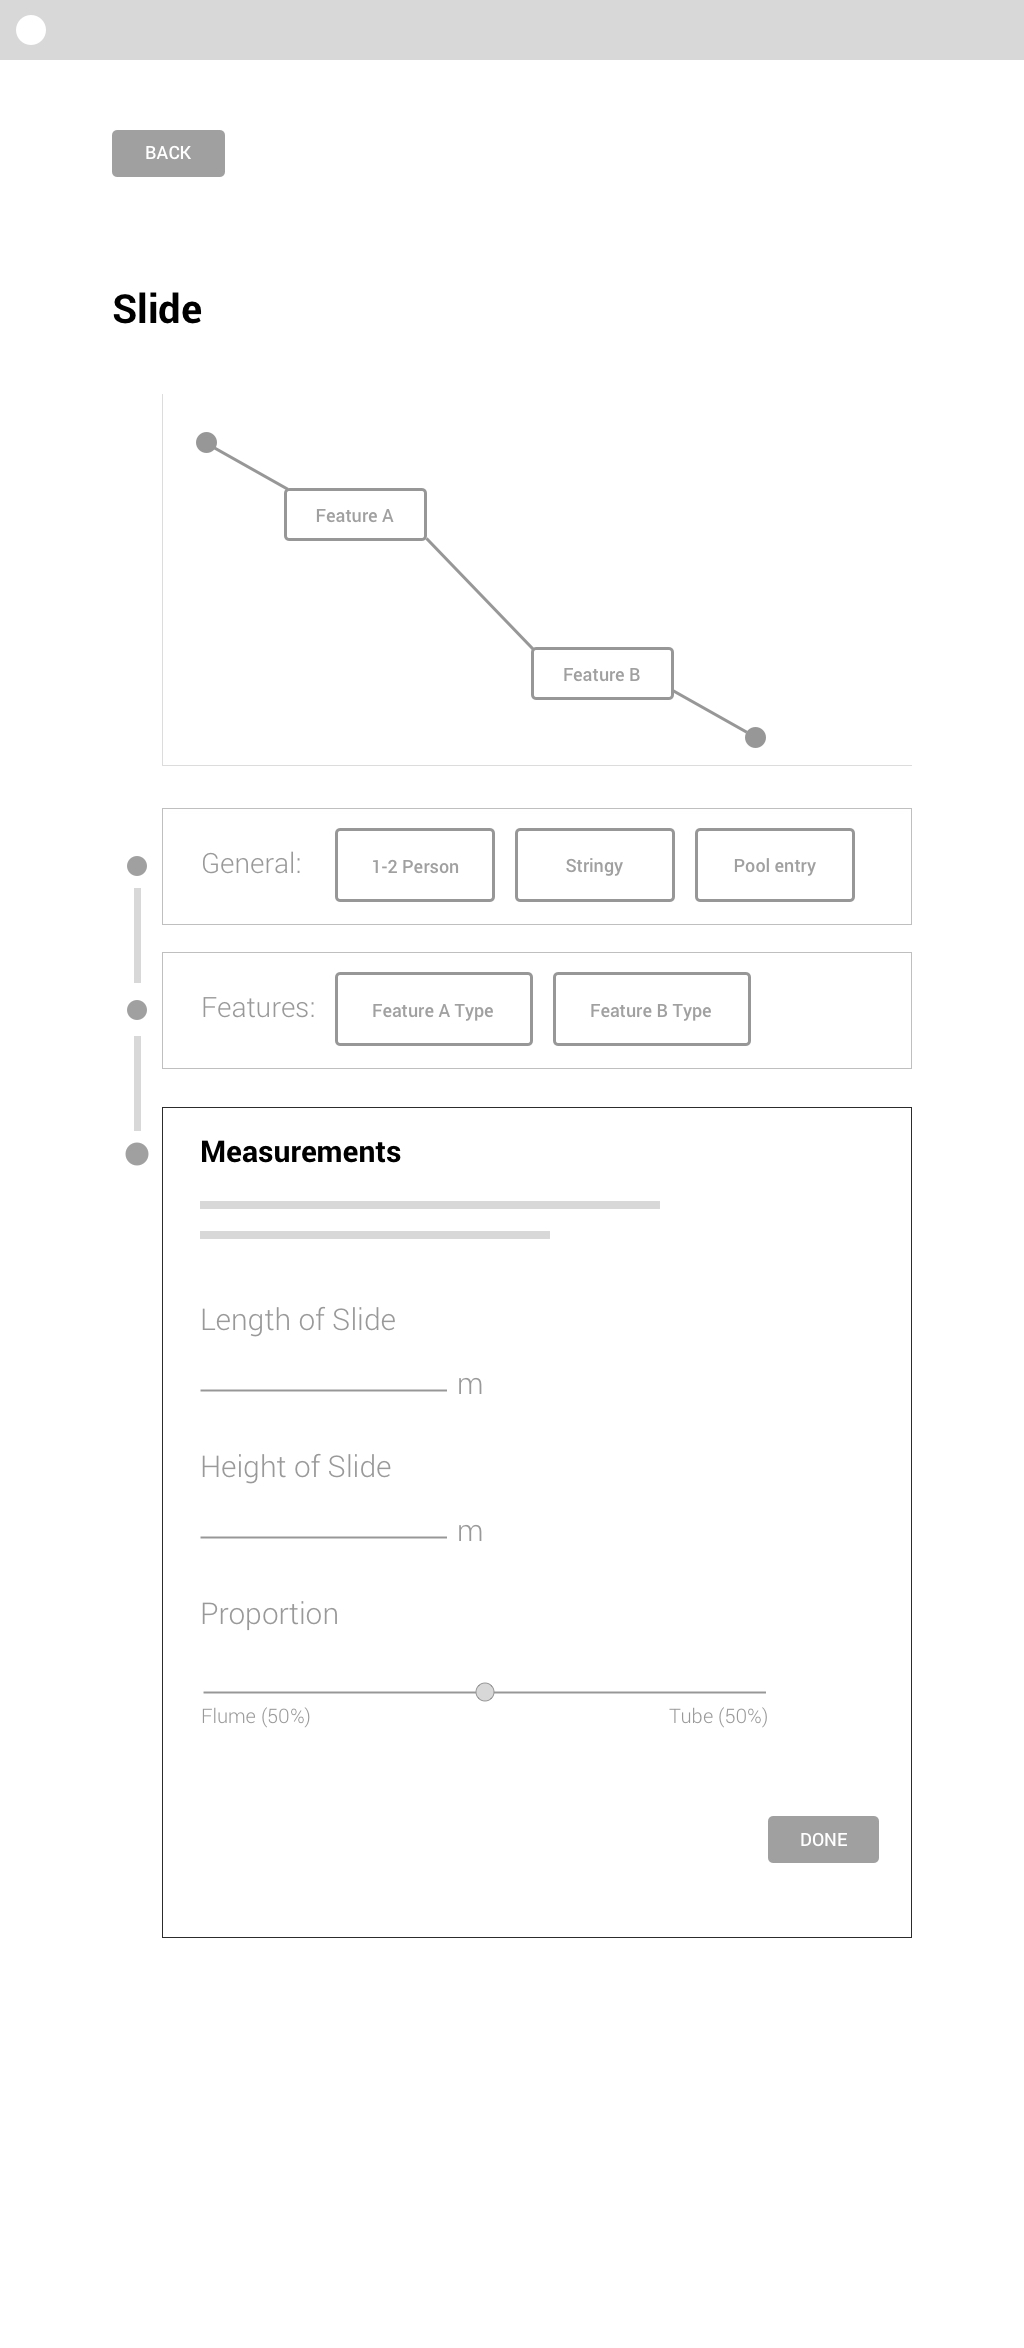 BACK
Slide
Feature A
Feature B
General:
1-2 Person
Stringy
Pool entry
Features:
Feature A Type
Feature B Type
Measurements
Length of Slide
m
Height of Slide
m
Proportion
Flume (50%)
Tube (50%)
DONE